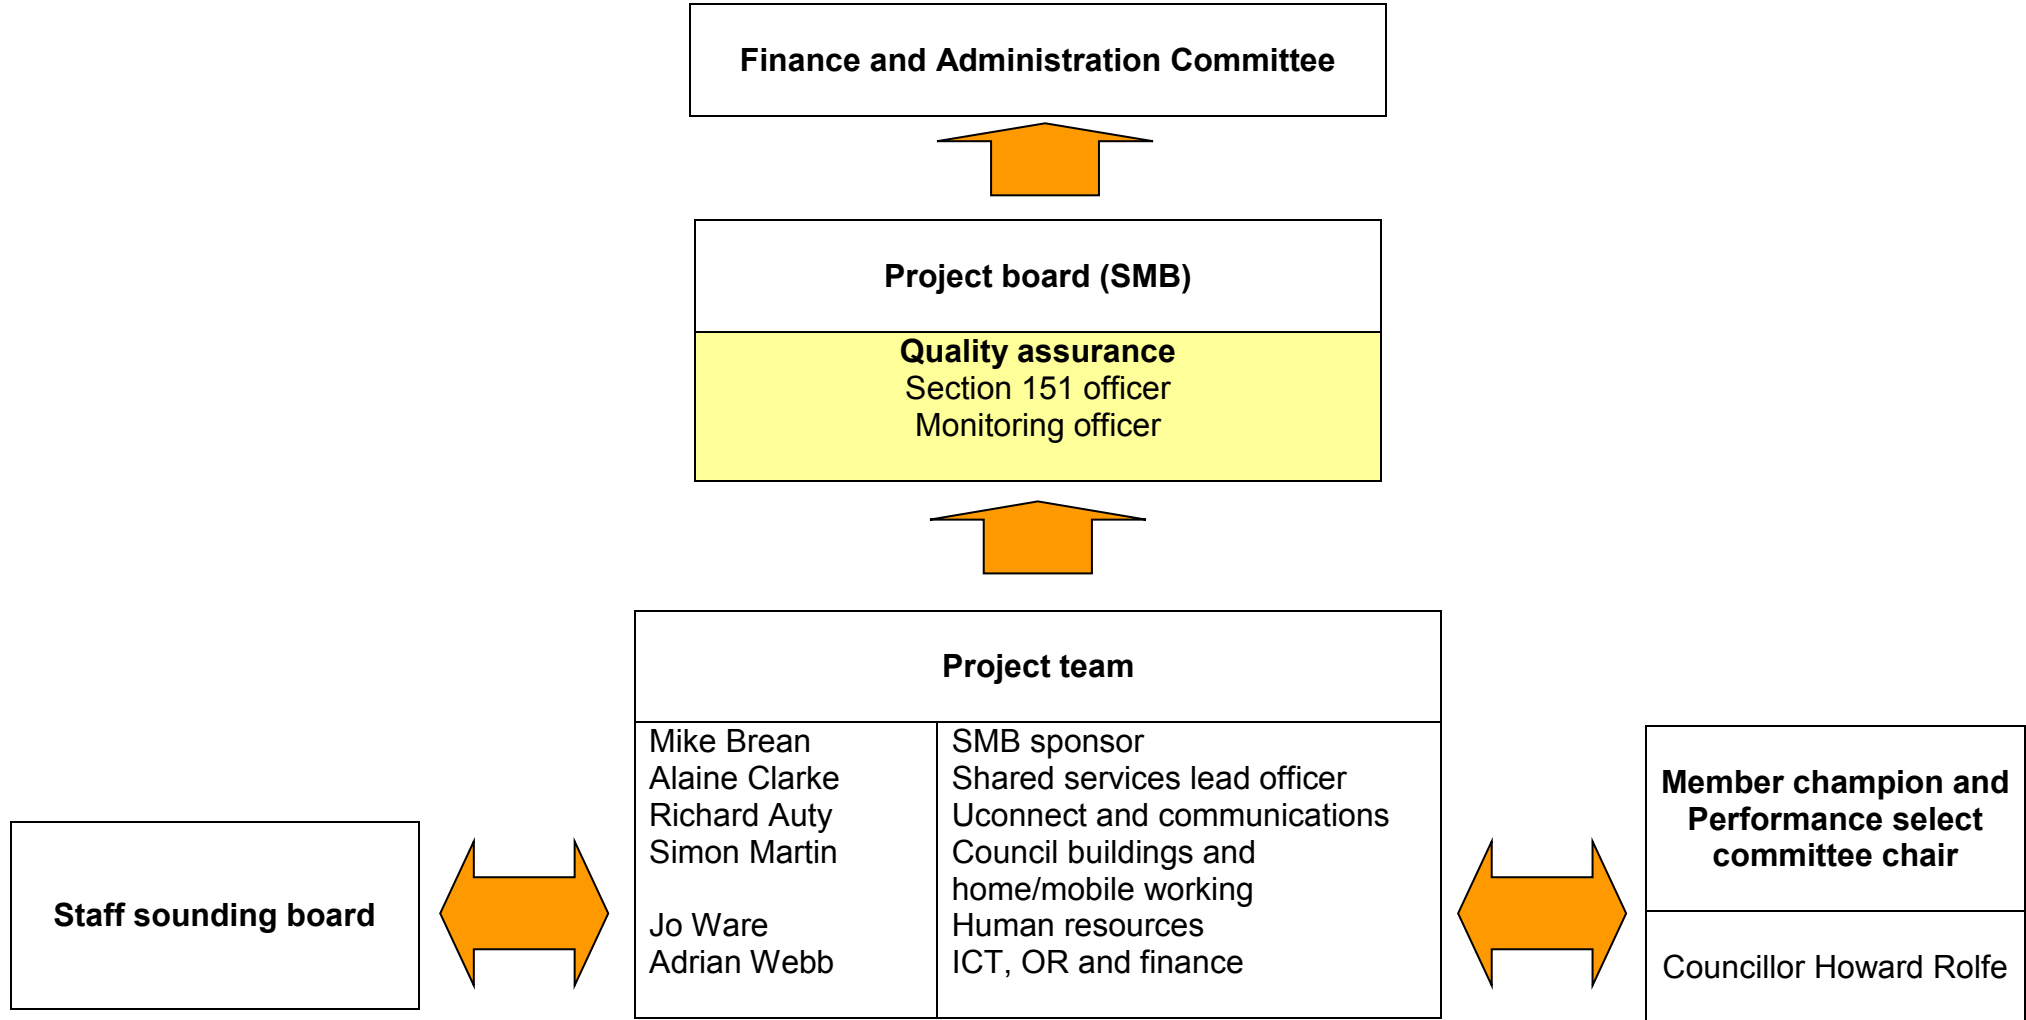 Finance and Administration Committee
Project board (SMB)
Quality assurance
Section 151 officer
Monitoring officer
Project team
Mike Brean SMB sponsor
Alaine Clarke Shared services lead officer
Richard Auty Uconnect and communications
Simon Martin Council buildings and
home/mobile working
Jo Ware Human resources
Adrian Webb ICT, OR and finance
Staff sounding board
Member champion and
Performance select
committee chair
Councillor Howard Rolfe